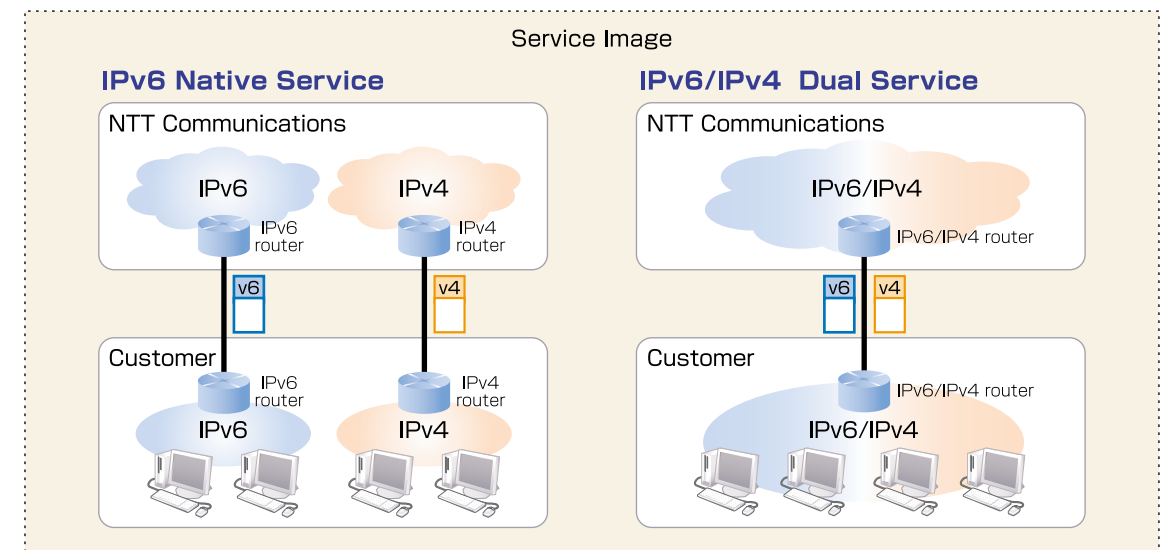 Service Image
IPv6 Native Service
NTT Communications
IPv6
IPv4
IPv6
router
IPv4
router
v6
v4
Customer
IPv6
router
IPv4
router
IPv6
IPv4
IPv6/IPv4 Dual Service
NTT Communications
IPv6/IPv4
IPv6/IPv4 router
v6
v4
Customer
IPv6/IPv4 router
IPv6/IPv4